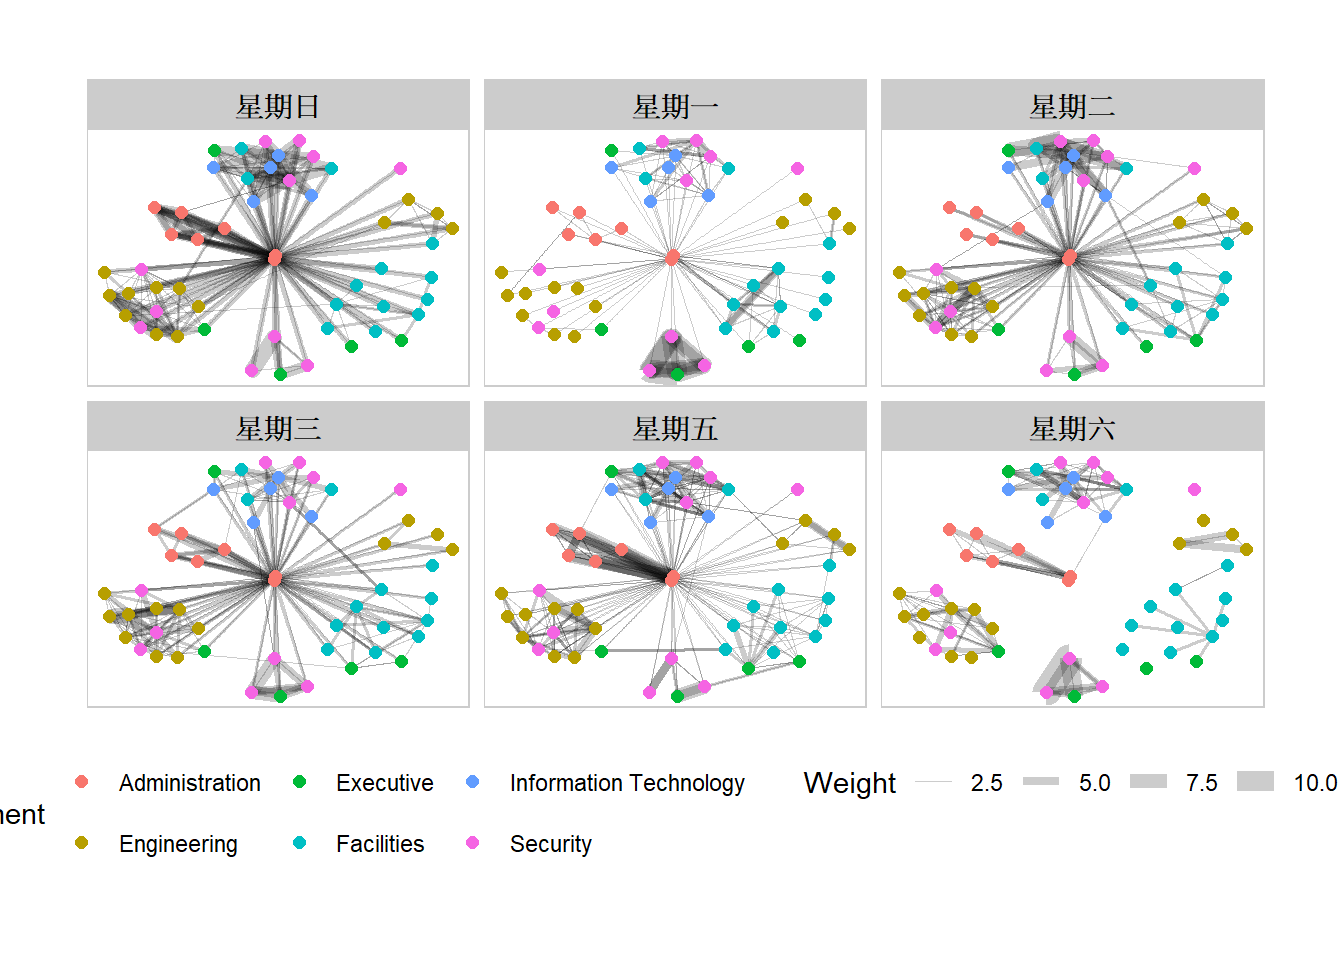 星期日 星期一 星期二
星期三 星期五 星期六
Administration Executive Information Technology Weight 2.5 5.0 7.5 10.0
nent
Engineering Facilities Security